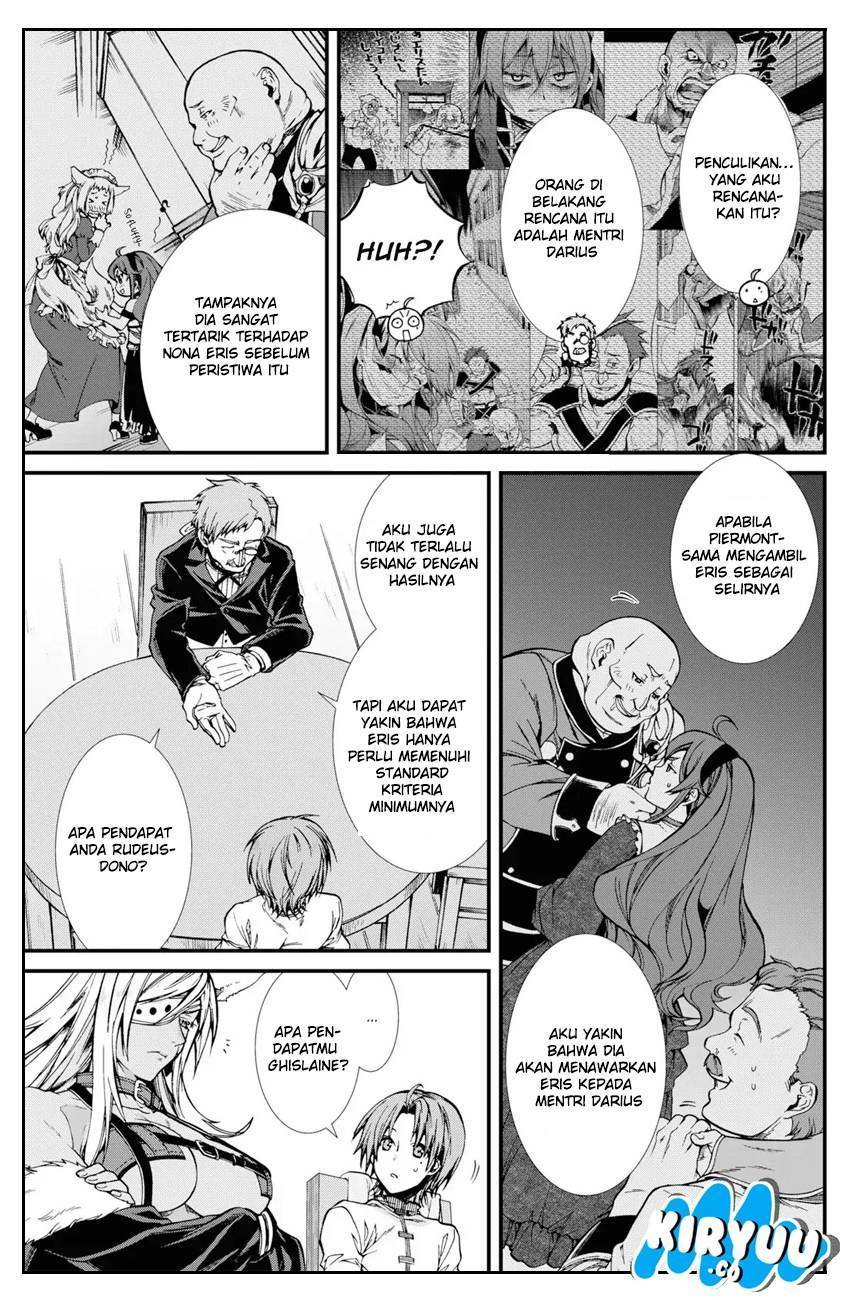 PENCULIKAN...
YANG AKU
RENCANA-
KAN ITU?
ORANG DI
BELAKANG
RENCANA ITU
ADALAH MENTRI
DARIUS
HUH?!
TAMPAKNYA
DIA SANGAT
TERTARIK TERHADAP
NONA ERIS SEBELUM
PERISTIWA ITU
SO FLUFFY~
APABILA
PIERMONT-
SAMA MENGAMBIL
ERIS SEBAGAI
SELIRNYA
AKU YAKIN
BAHWA DIA
AKAN MENAWARKAN
ERIS KEPADA
MENTRI DARIUS
AKU JUGA
TIDAK TERLALU
SENANG DENGAN
HASILNYA
TAPI AKU DAPAT
YAKIN BAHWA
ERIS HANYA
PERLU MEMENUHI
STANDARD
KRITERIA
MINIMUMNYA
APA PENDAPAT
ANDA RUDEUS-
DONO?
...
APA PEN-
DAPATMU
GHISLAINE?
KIRYUU
.CO